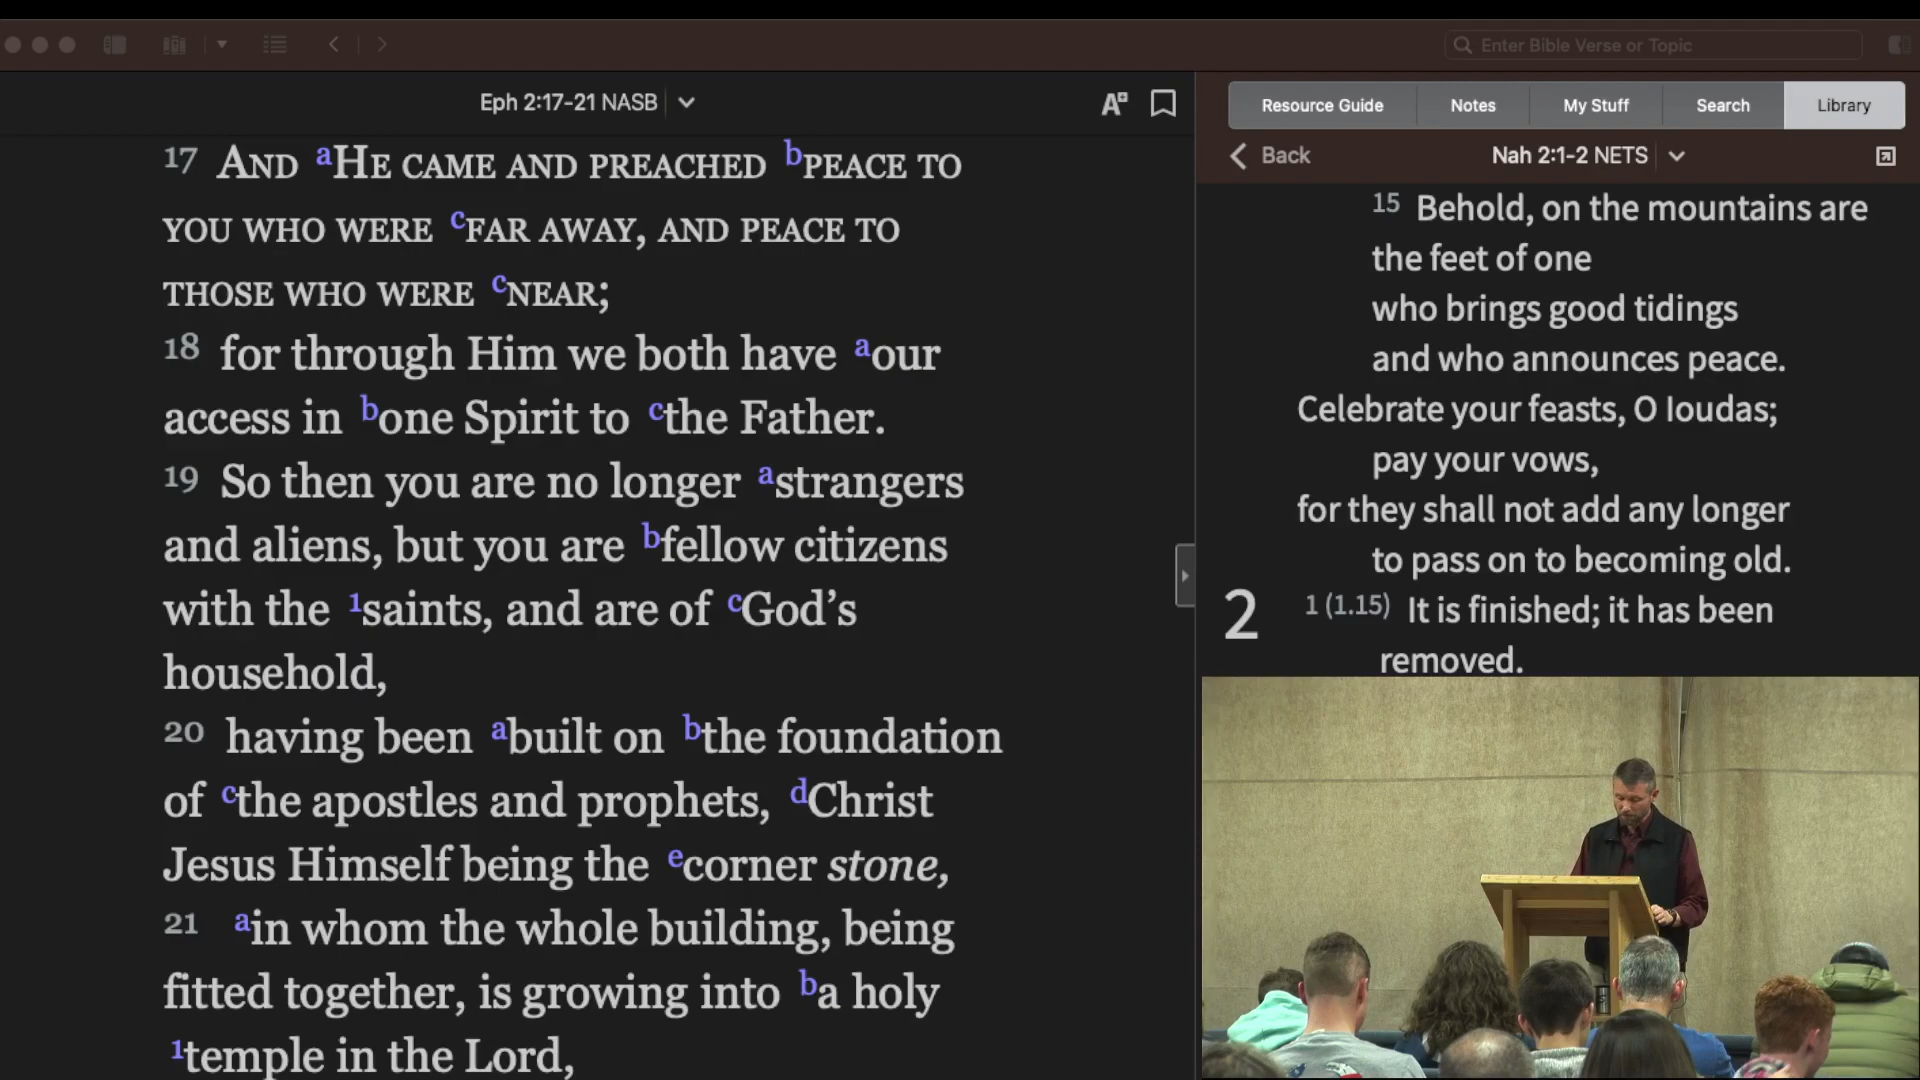 Enter Bible Verse or Topic
Eph 2:17-21 NASB
A
17 AND aHE CAME AND PREACHED bPEACE TO
YOU WHO WERE cFAR AWAY, AND PEACE TO
THOSE WHO WERE cNEAR;
18 for through Him we both have aour
access in bone Spirit to cthe Father.
19 So then you are no longer astrangers
and aliens, but you are bfellow citizens
with the 1saints, and are of cGod’s
household,
20 having been abuilt on bthe foundation
of cthe apostles and prophets, dChrist
Jesus Himself being the ecorner stone,
21 ain whom the whole building, being
fitted together, is growing into ba holy
1temple in the Lord,
Resource Guide Notes My Stuff Search Library
Back Nah 2:1-2 NETS
15 Behold, on the mountains are
the feet of one
who brings good tidings
and who announces peace.
Celebrate your feasts, O Ioudas;
pay your vows,
for they shall not add any longer
to pass on to becoming old.
2 1 (1.15) It is finished; it has been
removed.